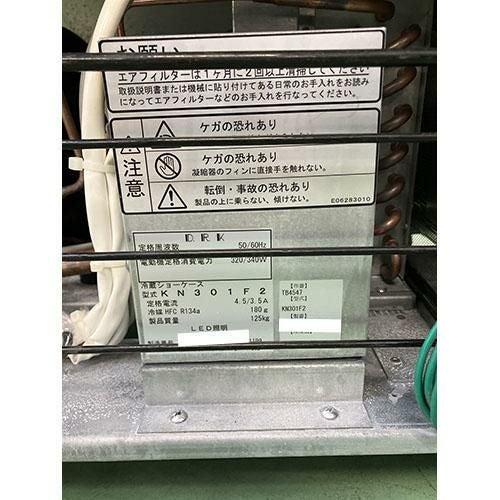 お願い
エアフィルターは1ヶ月に2回以上清掃してください
取扱説明書または機械に貼り付けてある日常のお手入れをお読み
になってエアフィルターなどのお手入れを行なってください。
注意
ケガの恐れあり
ケガの恐れあり
凝縮器のフィンに直接手を触れない。
転倒・事故の恐れあり
製品の上に乗らない、傾けない。
E06283010
D R K
定格周波数 50/60Hz
電動機定格消費電力 320/340W
冷蔵ショーケース
型式 KN301F2
定格電流 4.5/3.5A
冷媒 HFC R134a 180g
製品質量 125kg
LED照明
TB4547
【型式】
KN301F2